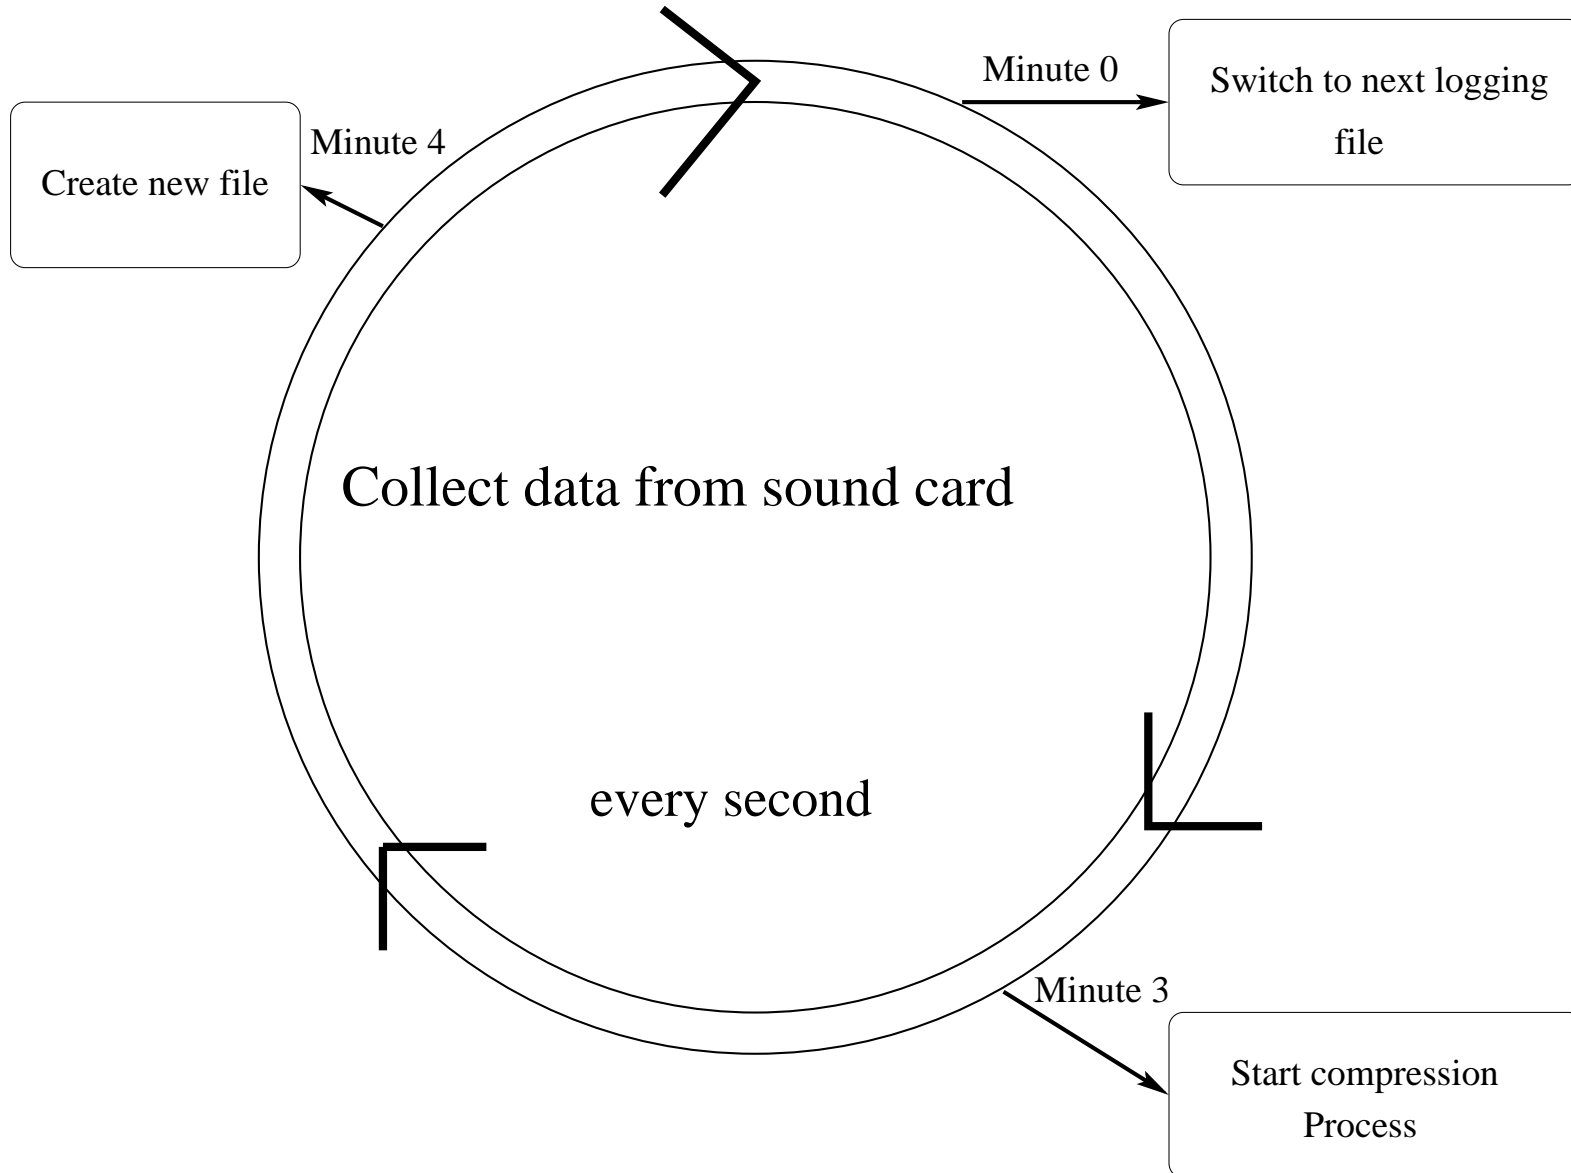 Minute 0
Switch to next logging
file
Minute 4
Create new file
Collect data from sound card
every second
Minute 3
Start compression
Process